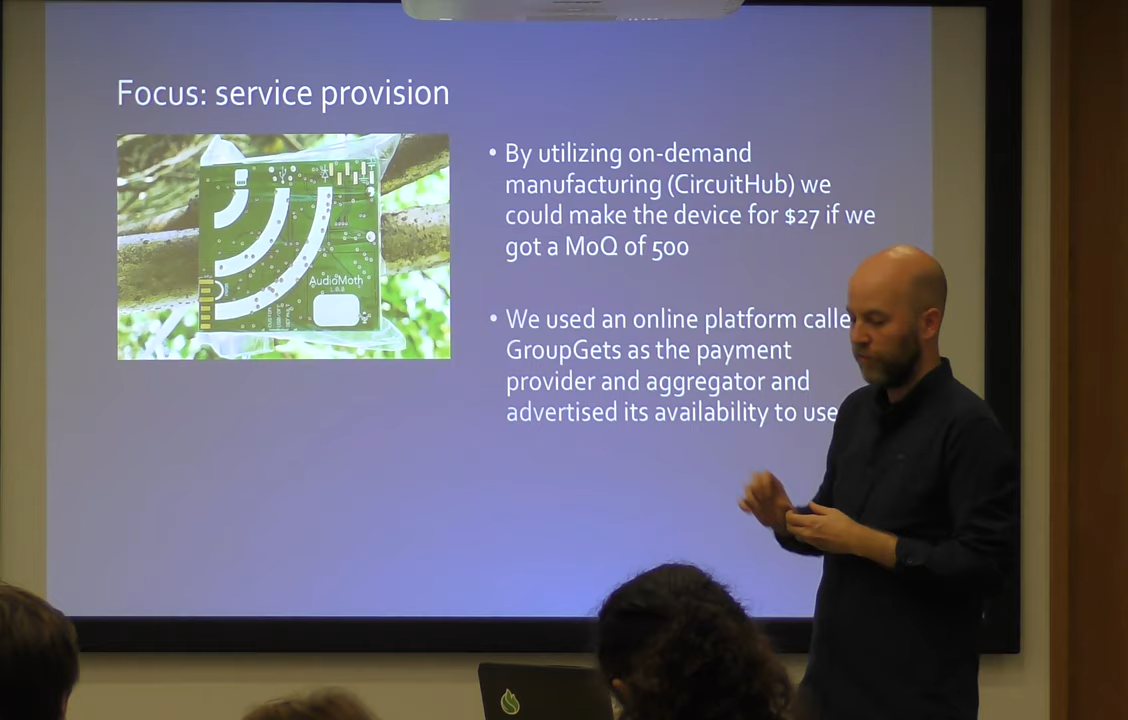 Focus: service provision
• By utilizing on-demand
manufacturing (CircuitHub) we
could make the device for $27 if we
got a MoQ of 500
• We used an online platform calle
GroupGets as the payment
provider and aggregator and
advertised its availability to use
AudioMoth